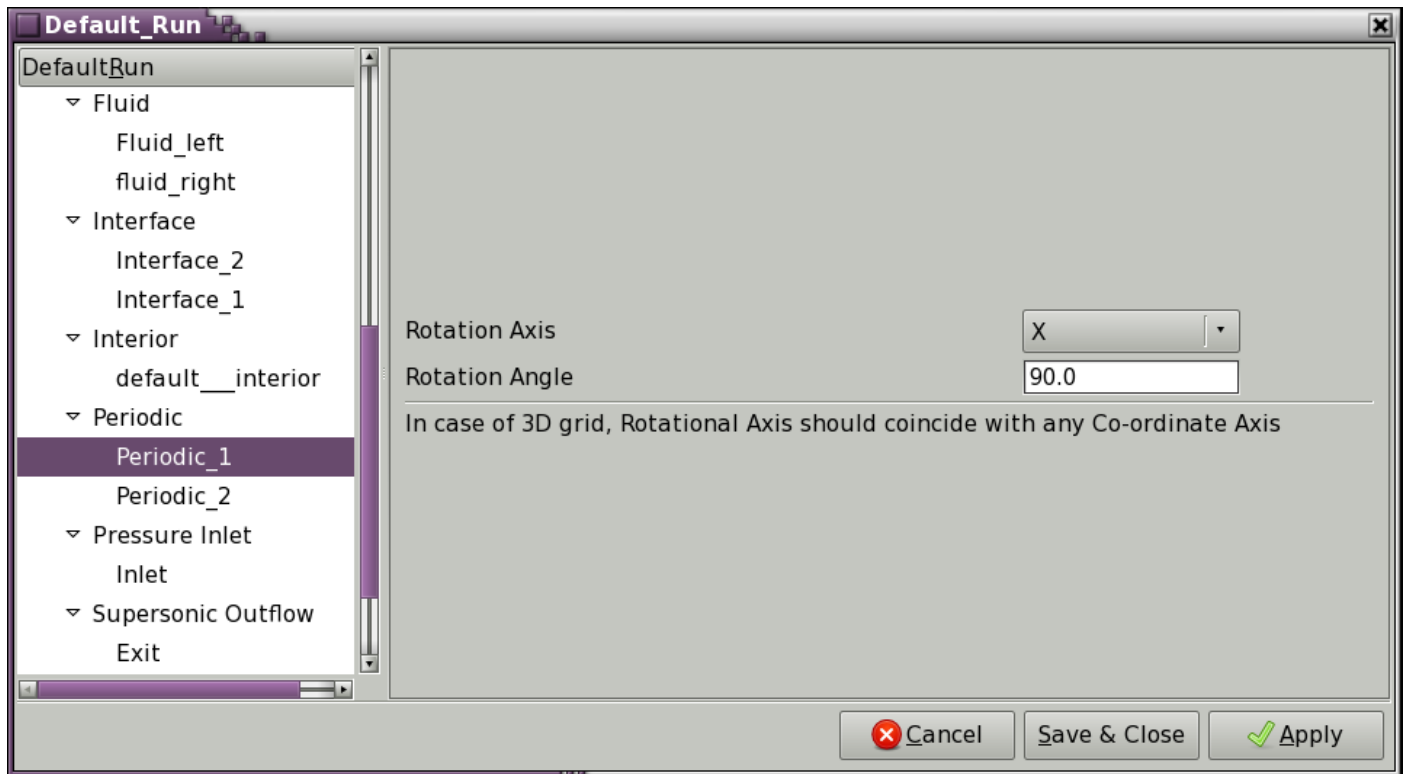 Default_Run
DefaultRun
Fluid
Fluid_left
fluid_right
Interface
Interface_2
Interface_1
Interior
default___interior
Periodic
Periodic_1
Periodic_2
Pressure Inlet
Inlet
Supersonic Outflow
Exit
Rotation Axis X
Rotation Angle 90.0
In case of 3D grid, Rotational Axis should coincide with any Co-ordinate Axis
Cancel Save & Close Apply